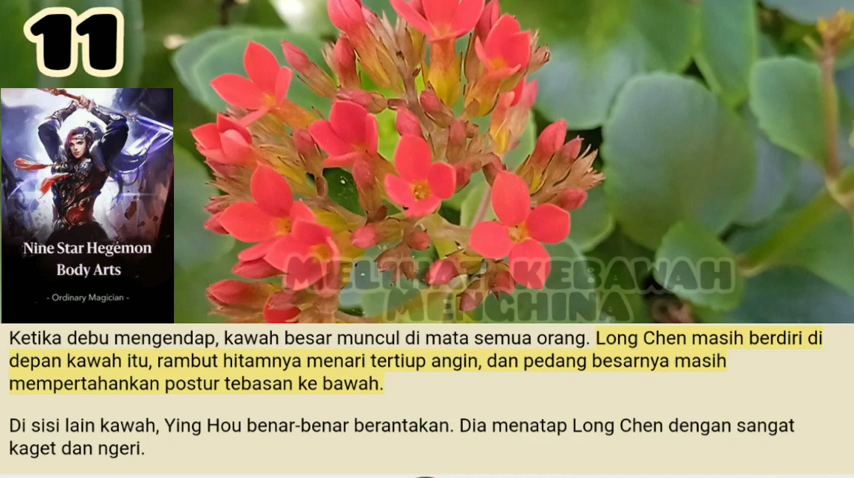 11
Nine Star Hegemon
Body Arts
- Ordinary Magician -
MELIHAT KEBAWAH
MENGHINA
Ketika debu mengendap, kawah besar muncul di mata semua orang. Long Chen masih berdiri di
depan kawah itu, rambut hitamnya menari tertiup angin, dan pedang besarnya masih
mempertahankan postur tebasan ke bawah.
Di sisi lain kawah, Ying Hou benar-benar berantakan. Dia menatap Long Chen dengan sangat
kaget dan ngeri.